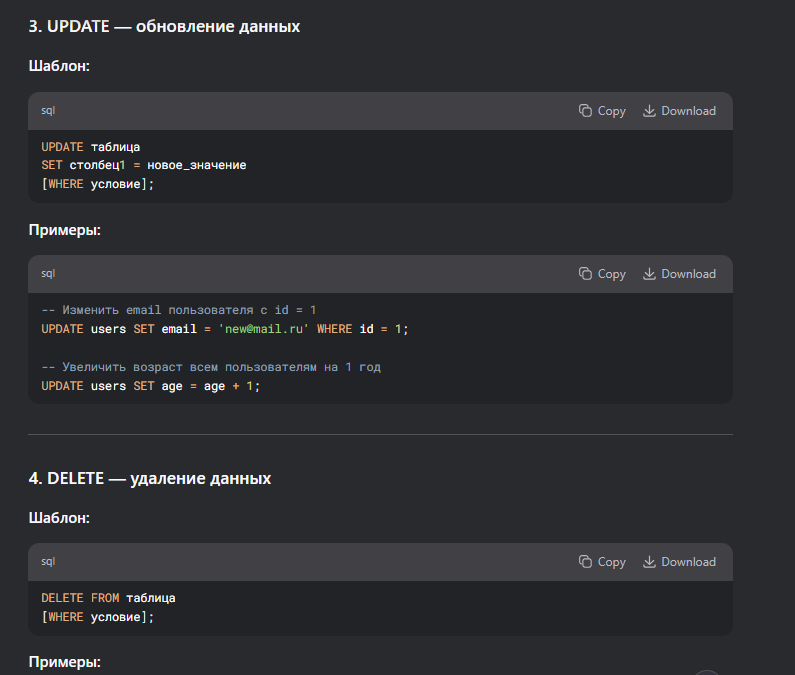 3. UPDATE — обновление данных
Шаблон:
sql
Copy
Download
UPDATE таблица
SET столбец1 = новое_значение
[WHERE условие];
Примеры:
sql
Copy
Download
-- Изменить email пользователя с id = 1
UPDATE users SET email = 'new@mail.ru' WHERE id = 1;
-- Увеличить возраст всем пользователям на 1 год
UPDATE users SET age = age + 1;
4. DELETE — удаление данных
Шаблон:
sql
Copy
Download
DELETE FROM таблица
[WHERE условие];
Примеры: